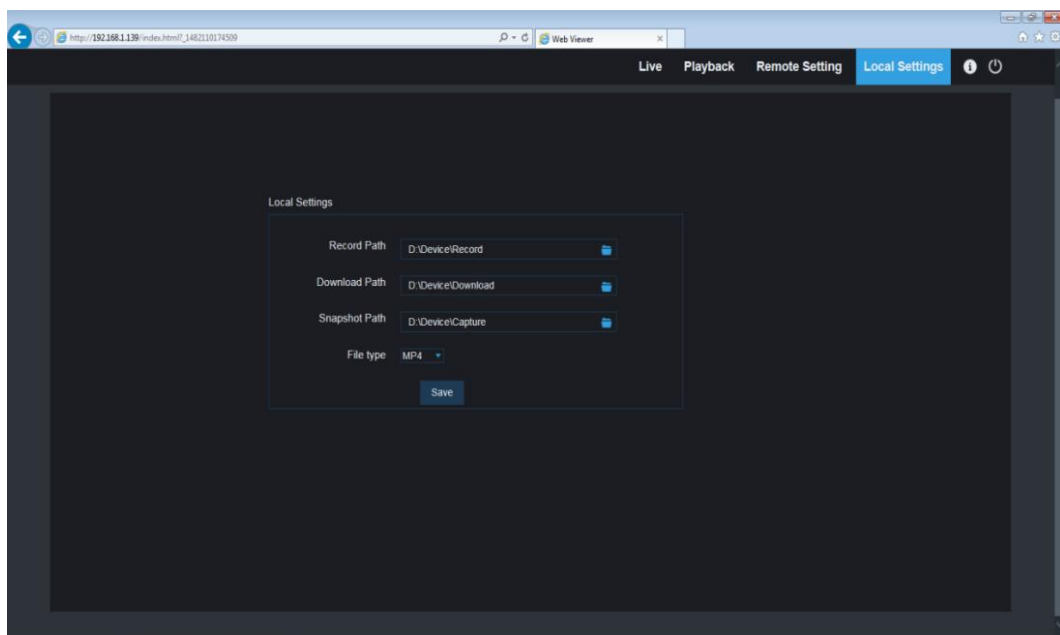 http://192.168.1.139/index.html?_1482110174509
Web Viewer
Live Playback Remote Setting Local Settings
Local Settings
Record Path D:\Device\Record
Download Path D:\Device\Download
Snapshot Path D:\Device\Capture
File type MP4
Save